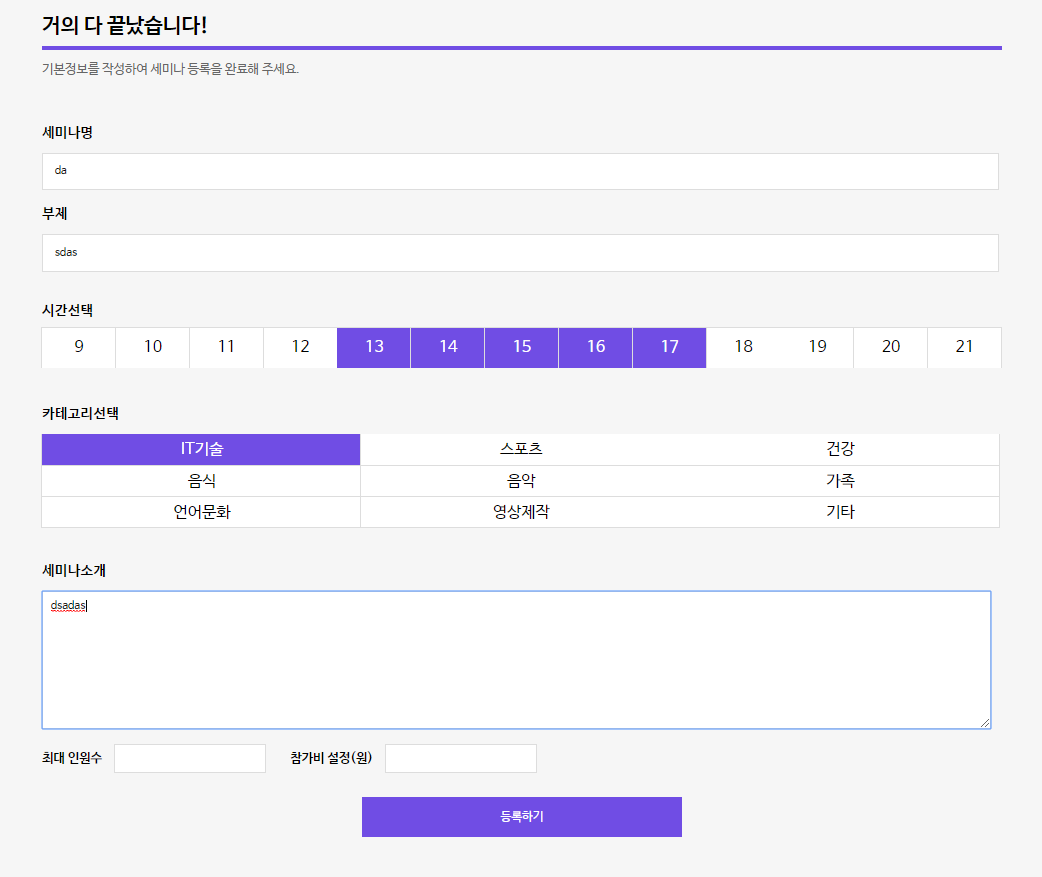 거의 다 끝났습니다!
기본정보를 작성하여 세미나 등록을 완료해 주세요.
세미나명
da
부제
sdas
시간선택
9 10 11 12 13 14 15 16 17 18 19 20 21
카테고리선택
IT기술 스포츠 건강
음식 음악 가족
언어문화 영상제작 기타
세미나소개
dsadas
최대 인원수 참가비 설정(원)
등록하기